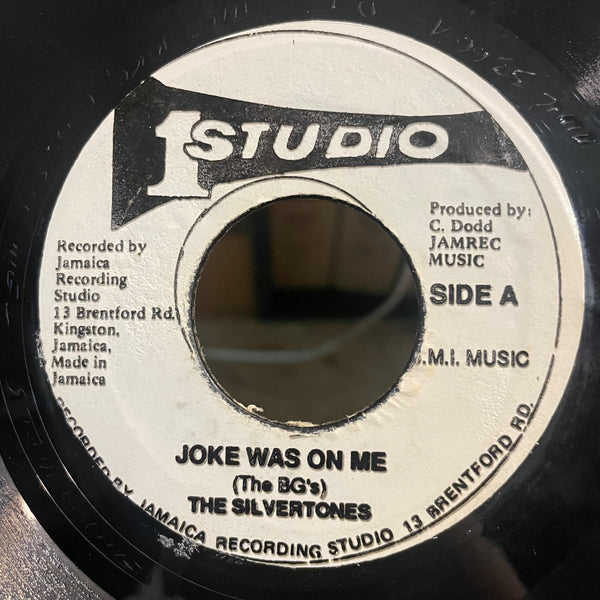 1 STUDIO
Recorded by
Jamaica
Recording
Studio
13 Brentford Rd.
Kingston,
Jamaica,
Made in
Jamaica
Produced by:
C. Dodd
JAMREC
MUSIC
SIDE A
.M.I. MUSIC
JOKE WAS ON ME
(The BG's)
THE SILVERTONES
RECORDED BY JAMAICA RECORDING STUDIO 13 BRENTFORD RD.